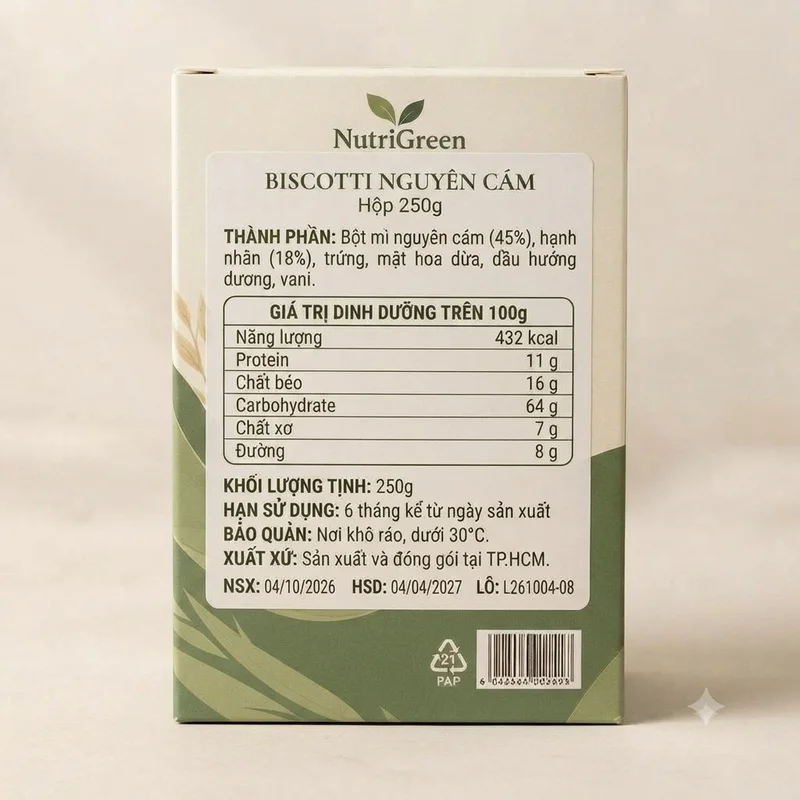 NutriGreen
BISCOTTI NGUYÊN CÁM
Hộp 250g
THÀNH PHẦN: Bột mì nguyên cám (45%), hạnh
nhân (18%), trứng, mật hoa dừa, dầu hướng
dương, vani.
GIÁ TRỊ DINH DƯỠNG TRÊN 100g
Năng lượng 432 kcal
Protein 11 g
Chất béo 16 g
Carbohydrate 64 g
Chất xơ 7 g
Đường 8 g
KHỐI LƯỢNG TỊNH: 250g
HẠN SỬ DỤNG: 6 tháng kể từ ngày sản xuất
BẢO QUẢN: Nơi khô ráo, dưới 30°C.
XUẤT XỨ: Sản xuất và đóng gói tại TP.HCM.
NSX: 04/10/2026 HSD: 04/04/2027 LÔ: L261004-08
21
PAP